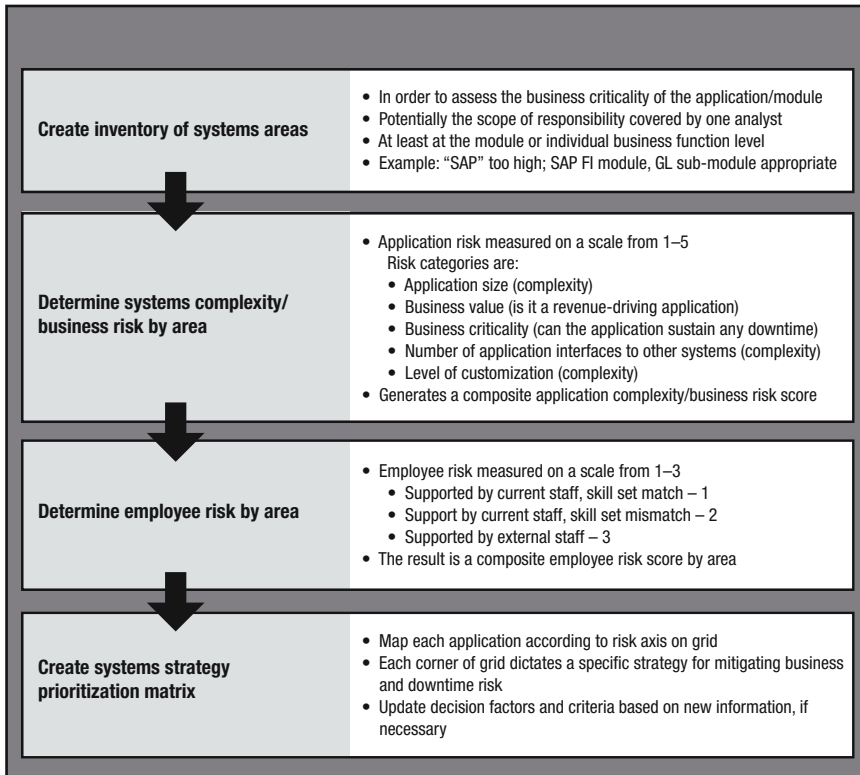 Create inventory of systems areas
• In order to assess the business criticality of the application/module
• Potentially the scope of responsibility covered by one analyst
• At least at the module or individual business function level
• Example: “SAP” too high; SAP FI module, GL sub-module appropriate
Determine systems complexity/
business risk by area
• Application risk measured on a scale from 1–5
Risk categories are:
• Application size (complexity)
• Business value (is it a revenue-driving application)
• Business criticality (can the application sustain any downtime)
• Number of application interfaces to other systems (complexity)
• Level of customization (complexity)
• Generates a composite application complexity/business risk score
Determine employee risk by area
• Employee risk measured on a scale from 1–3
• Supported by current staff, skill set match – 1
• Support by current staff, skill set mismatch – 2
• Supported by external staff – 3
• The result is a composite employee risk score by area
Create systems strategy
prioritization matrix
• Map each application according to risk axis on grid
• Each corner of grid dictates a specific strategy for mitigating business
and downtime risk
• Update decision factors and criteria based on new information, if
necessary